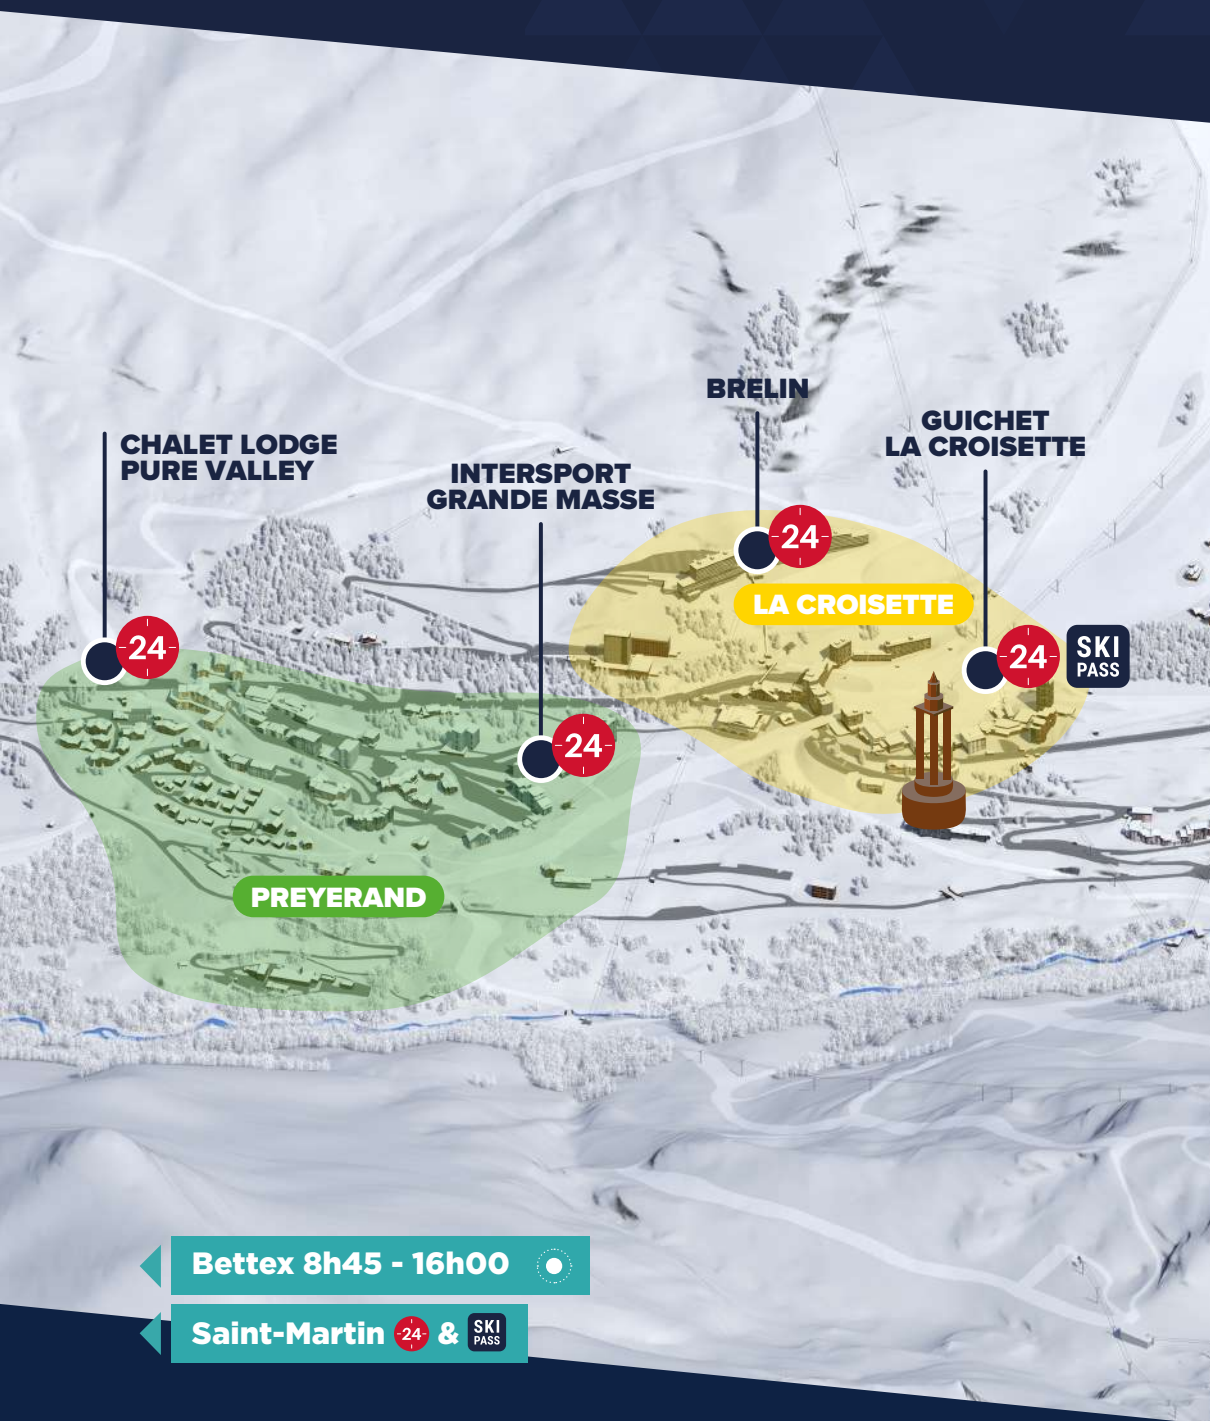 BRELIN
GUICHET
LA CROISETTE
CHALET LODGE
PURE VALLEY
INTERSPORT
GRANDE MASSE
24
LA CROISETTE
24
24
SKI
PASS
24
PREYERAND
Bettex 8h45 - 16h00
Saint-Martin 24 & SKI PASS